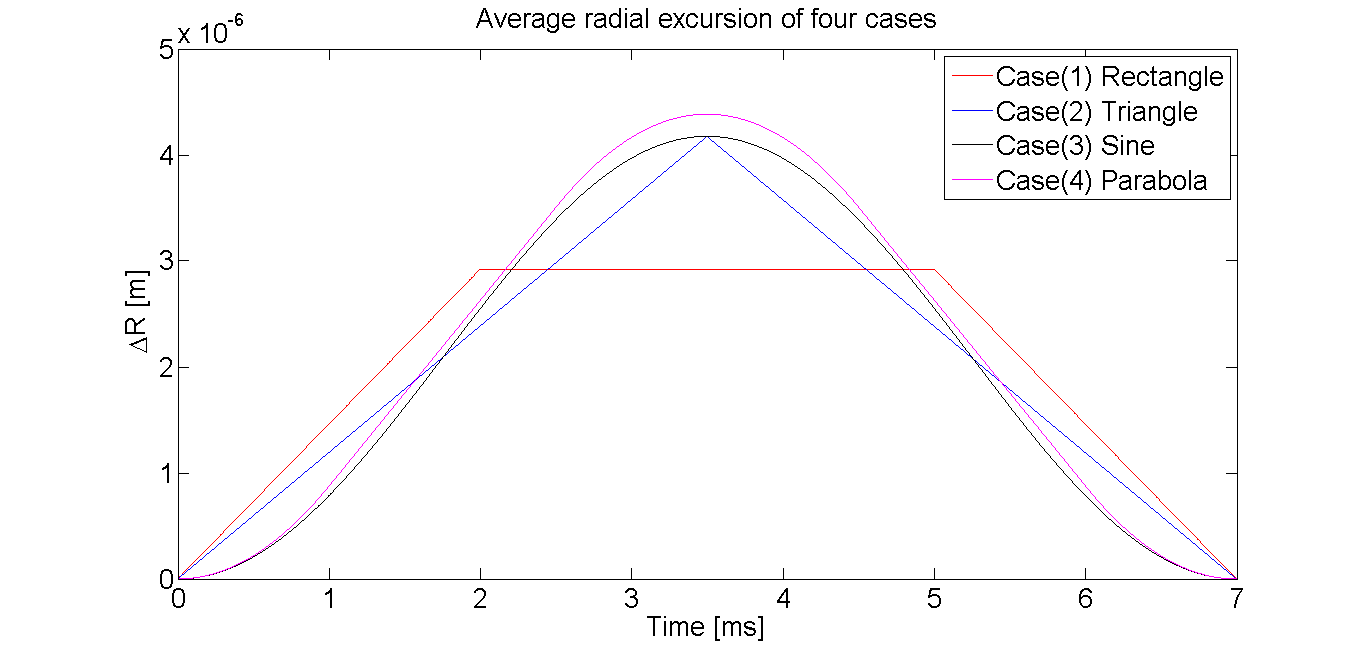 Average radial excursion of four cases
x 10^-6
5
4
3
2
1
0
ΔR [m]
Case(1) Rectangle
Case(2) Triangle
Case(3) Sine
Case(4) Parabola
0 1 2 3 4 5 6 7
Time [ms]